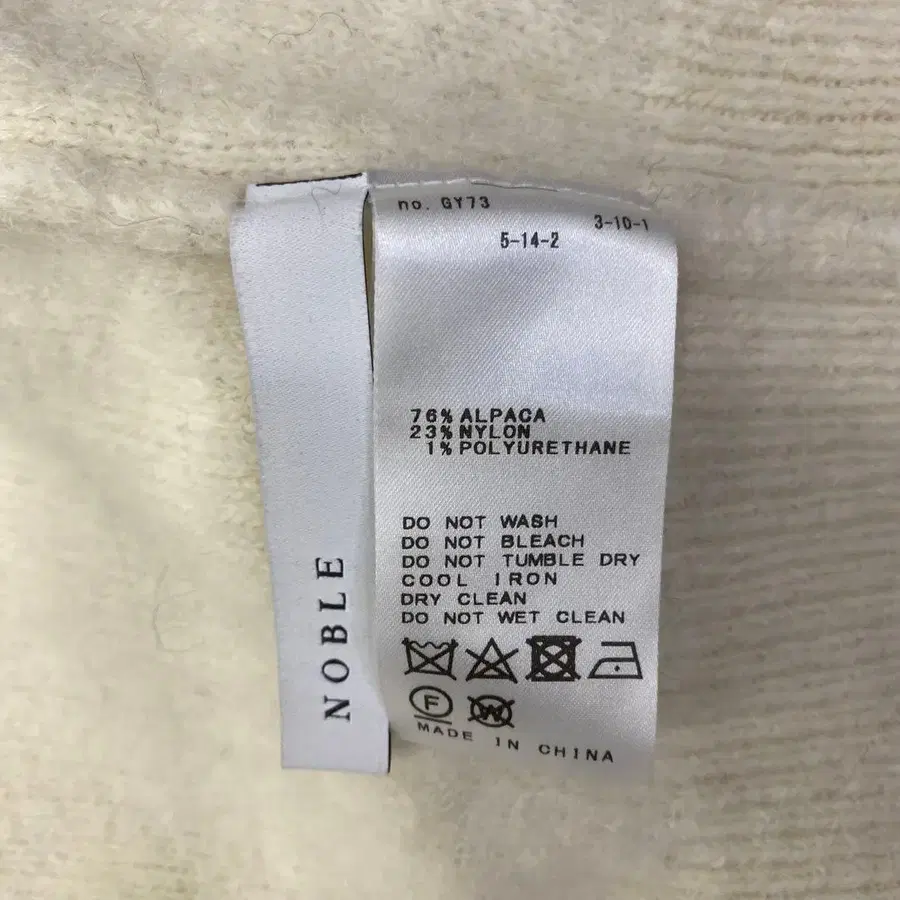 NOBLE
no. GY73
3-10-1
5-14-2
76% ALPACA
23% NYLON
1% POLYURETHANE
DO NOT WASH
DO NOT BLEACH
DO NOT TUMBLE DRY
COOL IRON
DRY CLEAN
DO NOT WET CLEAN
F W
MADE IN CHINA